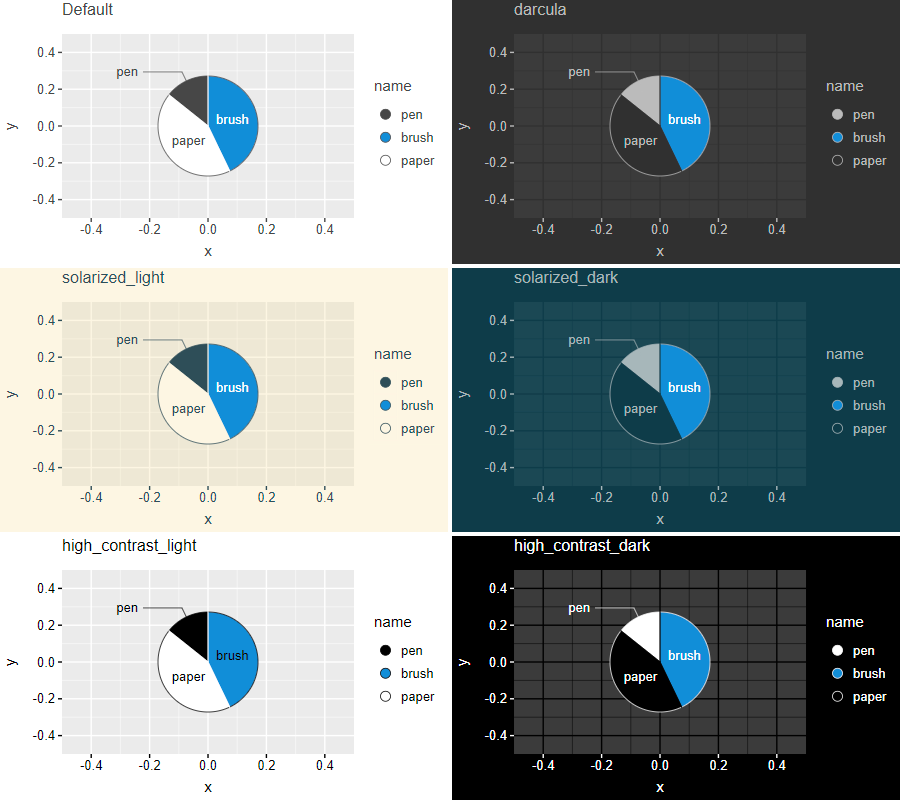 Default
0.4
0.2
0.0
-0.2
-0.4
y
pen
brush
paper
-0.4 -0.2 0.0 0.2 0.4
x
name
pen
brush
paper
darcula
0.4
0.2
0.0
-0.2
-0.4
y
pen
brush
paper
-0.4 -0.2 0.0 0.2 0.4
x
name
pen
brush
paper
solarized_light
0.4
0.2
0.0
-0.2
-0.4
y
pen
brush
paper
-0.4 -0.2 0.0 0.2 0.4
x
name
pen
brush
paper
solarized_dark
0.4
0.2
0.0
-0.2
-0.4
y
pen
brush
paper
-0.4 -0.2 0.0 0.2 0.4
x
name
pen
brush
paper
high_contrast_light
0.4
0.2
0.0
-0.2
-0.4
y
pen
brush
paper
-0.4 -0.2 0.0 0.2 0.4
x
name
pen
brush
paper
high_contrast_dark
0.4
0.2
0.0
-0.2
-0.4
y
pen
brush
paper
-0.4 -0.2 0.0 0.2 0.4
x
name
pen
brush
paper